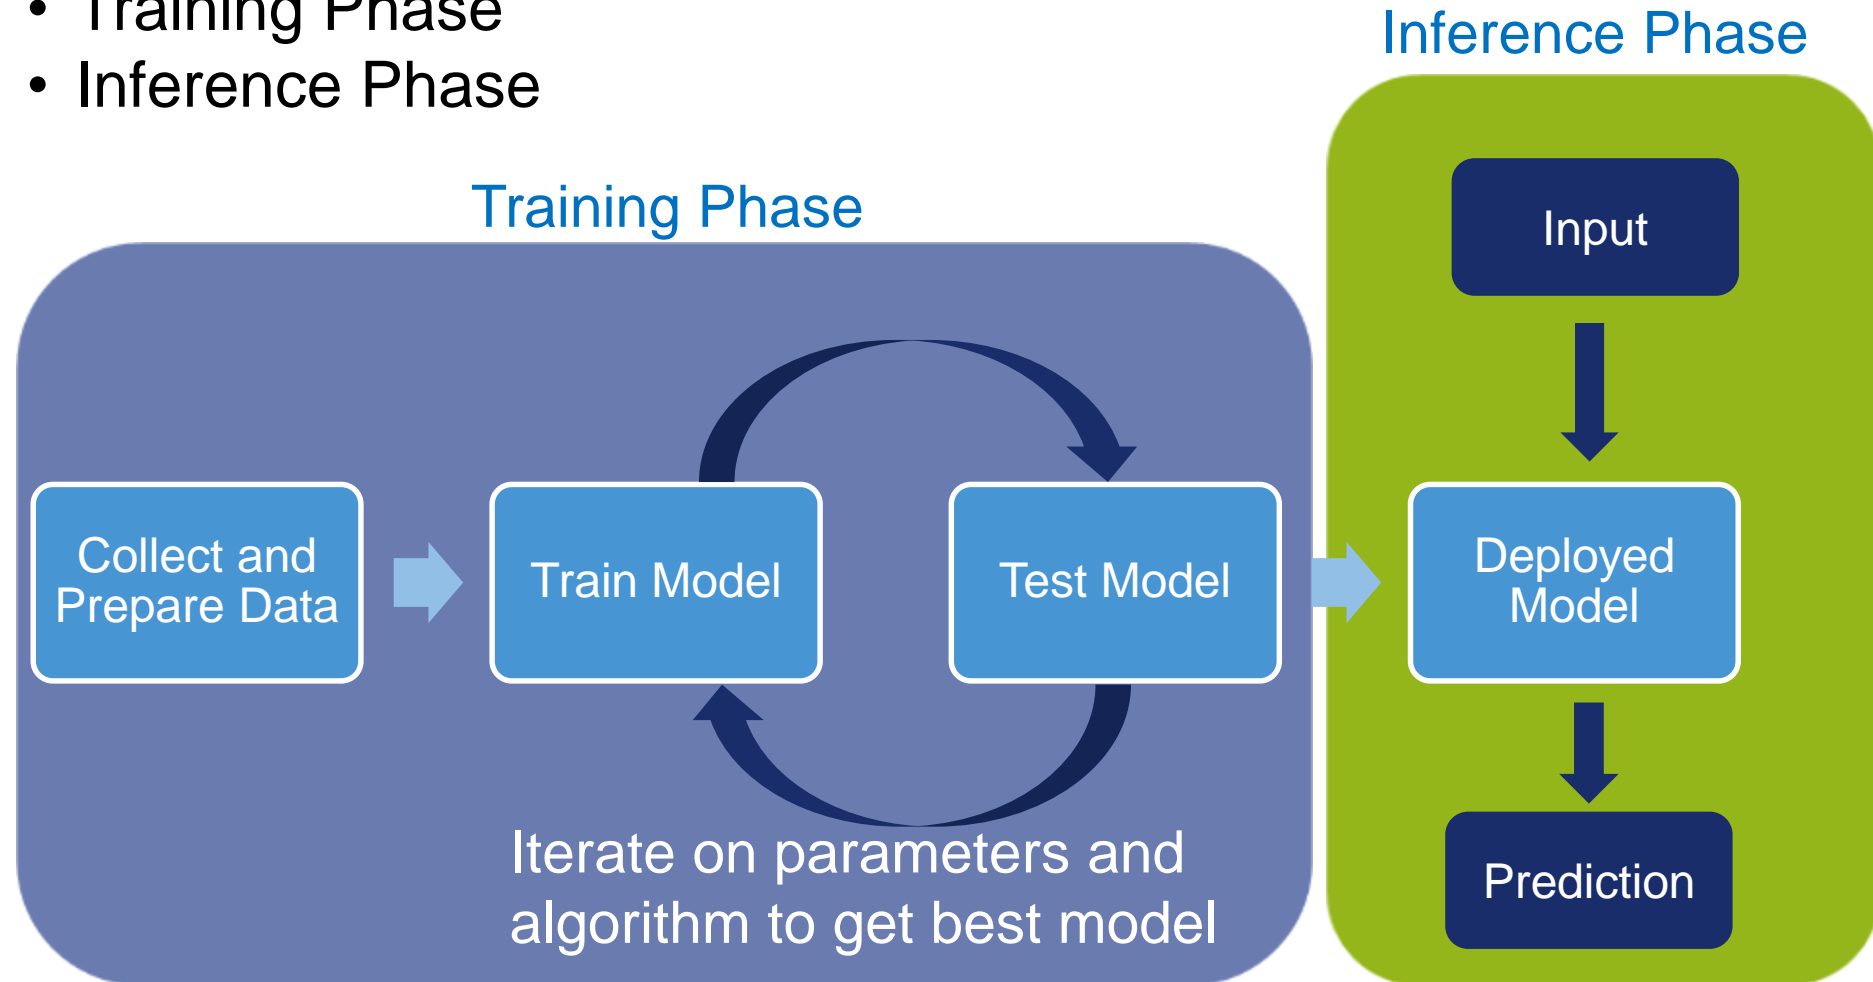 • Training Phase
• Inference Phase
Inference Phase
Training Phase
Input
Collect and
Prepare Data
Train Model
Test Model
Deployed
Model
Iterate on parameters and
algorithm to get best model
Prediction